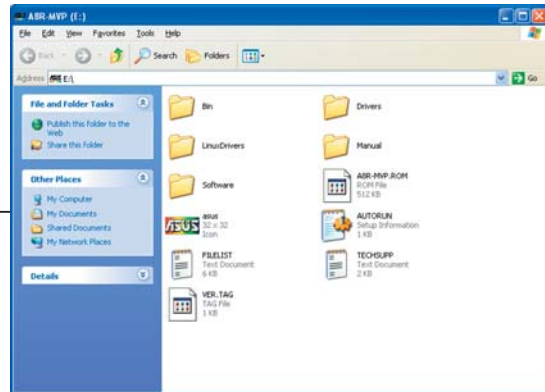 A8R-MVP (E:)
File Edit View Favorites Tools Help
Back Search Folders
Address E:\ Go
File and Folder Tasks
Publish this folder to the
Web
Share this folder
Other Places
My Computer
My Documents
Shared Documents
My Network Places
Details
Bin
Drivers
LinuxDrivers
Manual
Software
A8R-MVP.ROM
ROM File
512 KB
ASUS
asus
32 x 32
Icon
AUTORUN
Setup Information
1 KB
FILELIST
Text Document
6 KB
TECHSUPP
Text Document
2 KB
VER.TAG
TAG File
1 KB